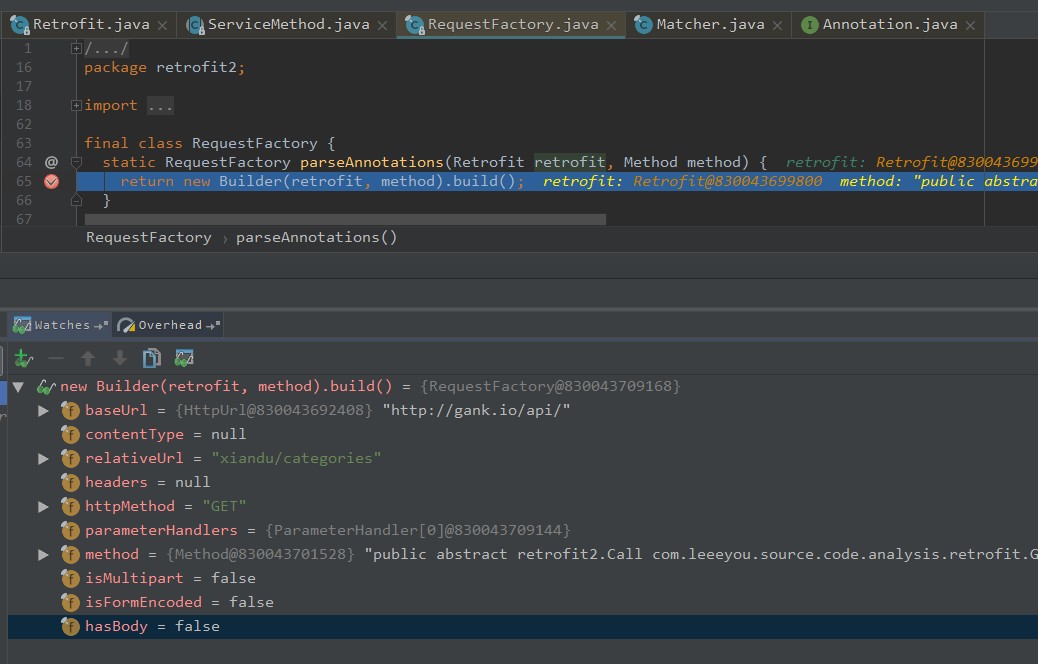 Retrofit.java ServiceMethod.java RequestFactory.java Matcher.java Annotation.java
1 /.../
16 package retrofit2;
17
18 import ...
62
63 final class RequestFactory {
64 @ static RequestFactory parseAnnotations(Retrofit retrofit, Method method) { retrofit: Retrofit@830043699
65 return new Builder(retrofit, method).build(); retrofit: Retrofit@830043699800 method: "public abstra
66 }
67
RequestFactory › parseAnnotations()
Watches Overhead
new Builder(retrofit, method).build() = {RequestFactory@830043709168}
baseUrl = {HttpUrl@830043692408} "http://gank.io/api/"
contentType = null
relativeUrl = "xiandu/categories"
headers = null
httpMethod = "GET"
parameterHandlers = {ParameterHandler[0]@830043709144}
method = {Method@830043701528} "public abstract retrofit2.Call com.leeeyou.source.code.analysis.retrofit.G
isMultipart = false
isFormEncoded = false
hasBody = false